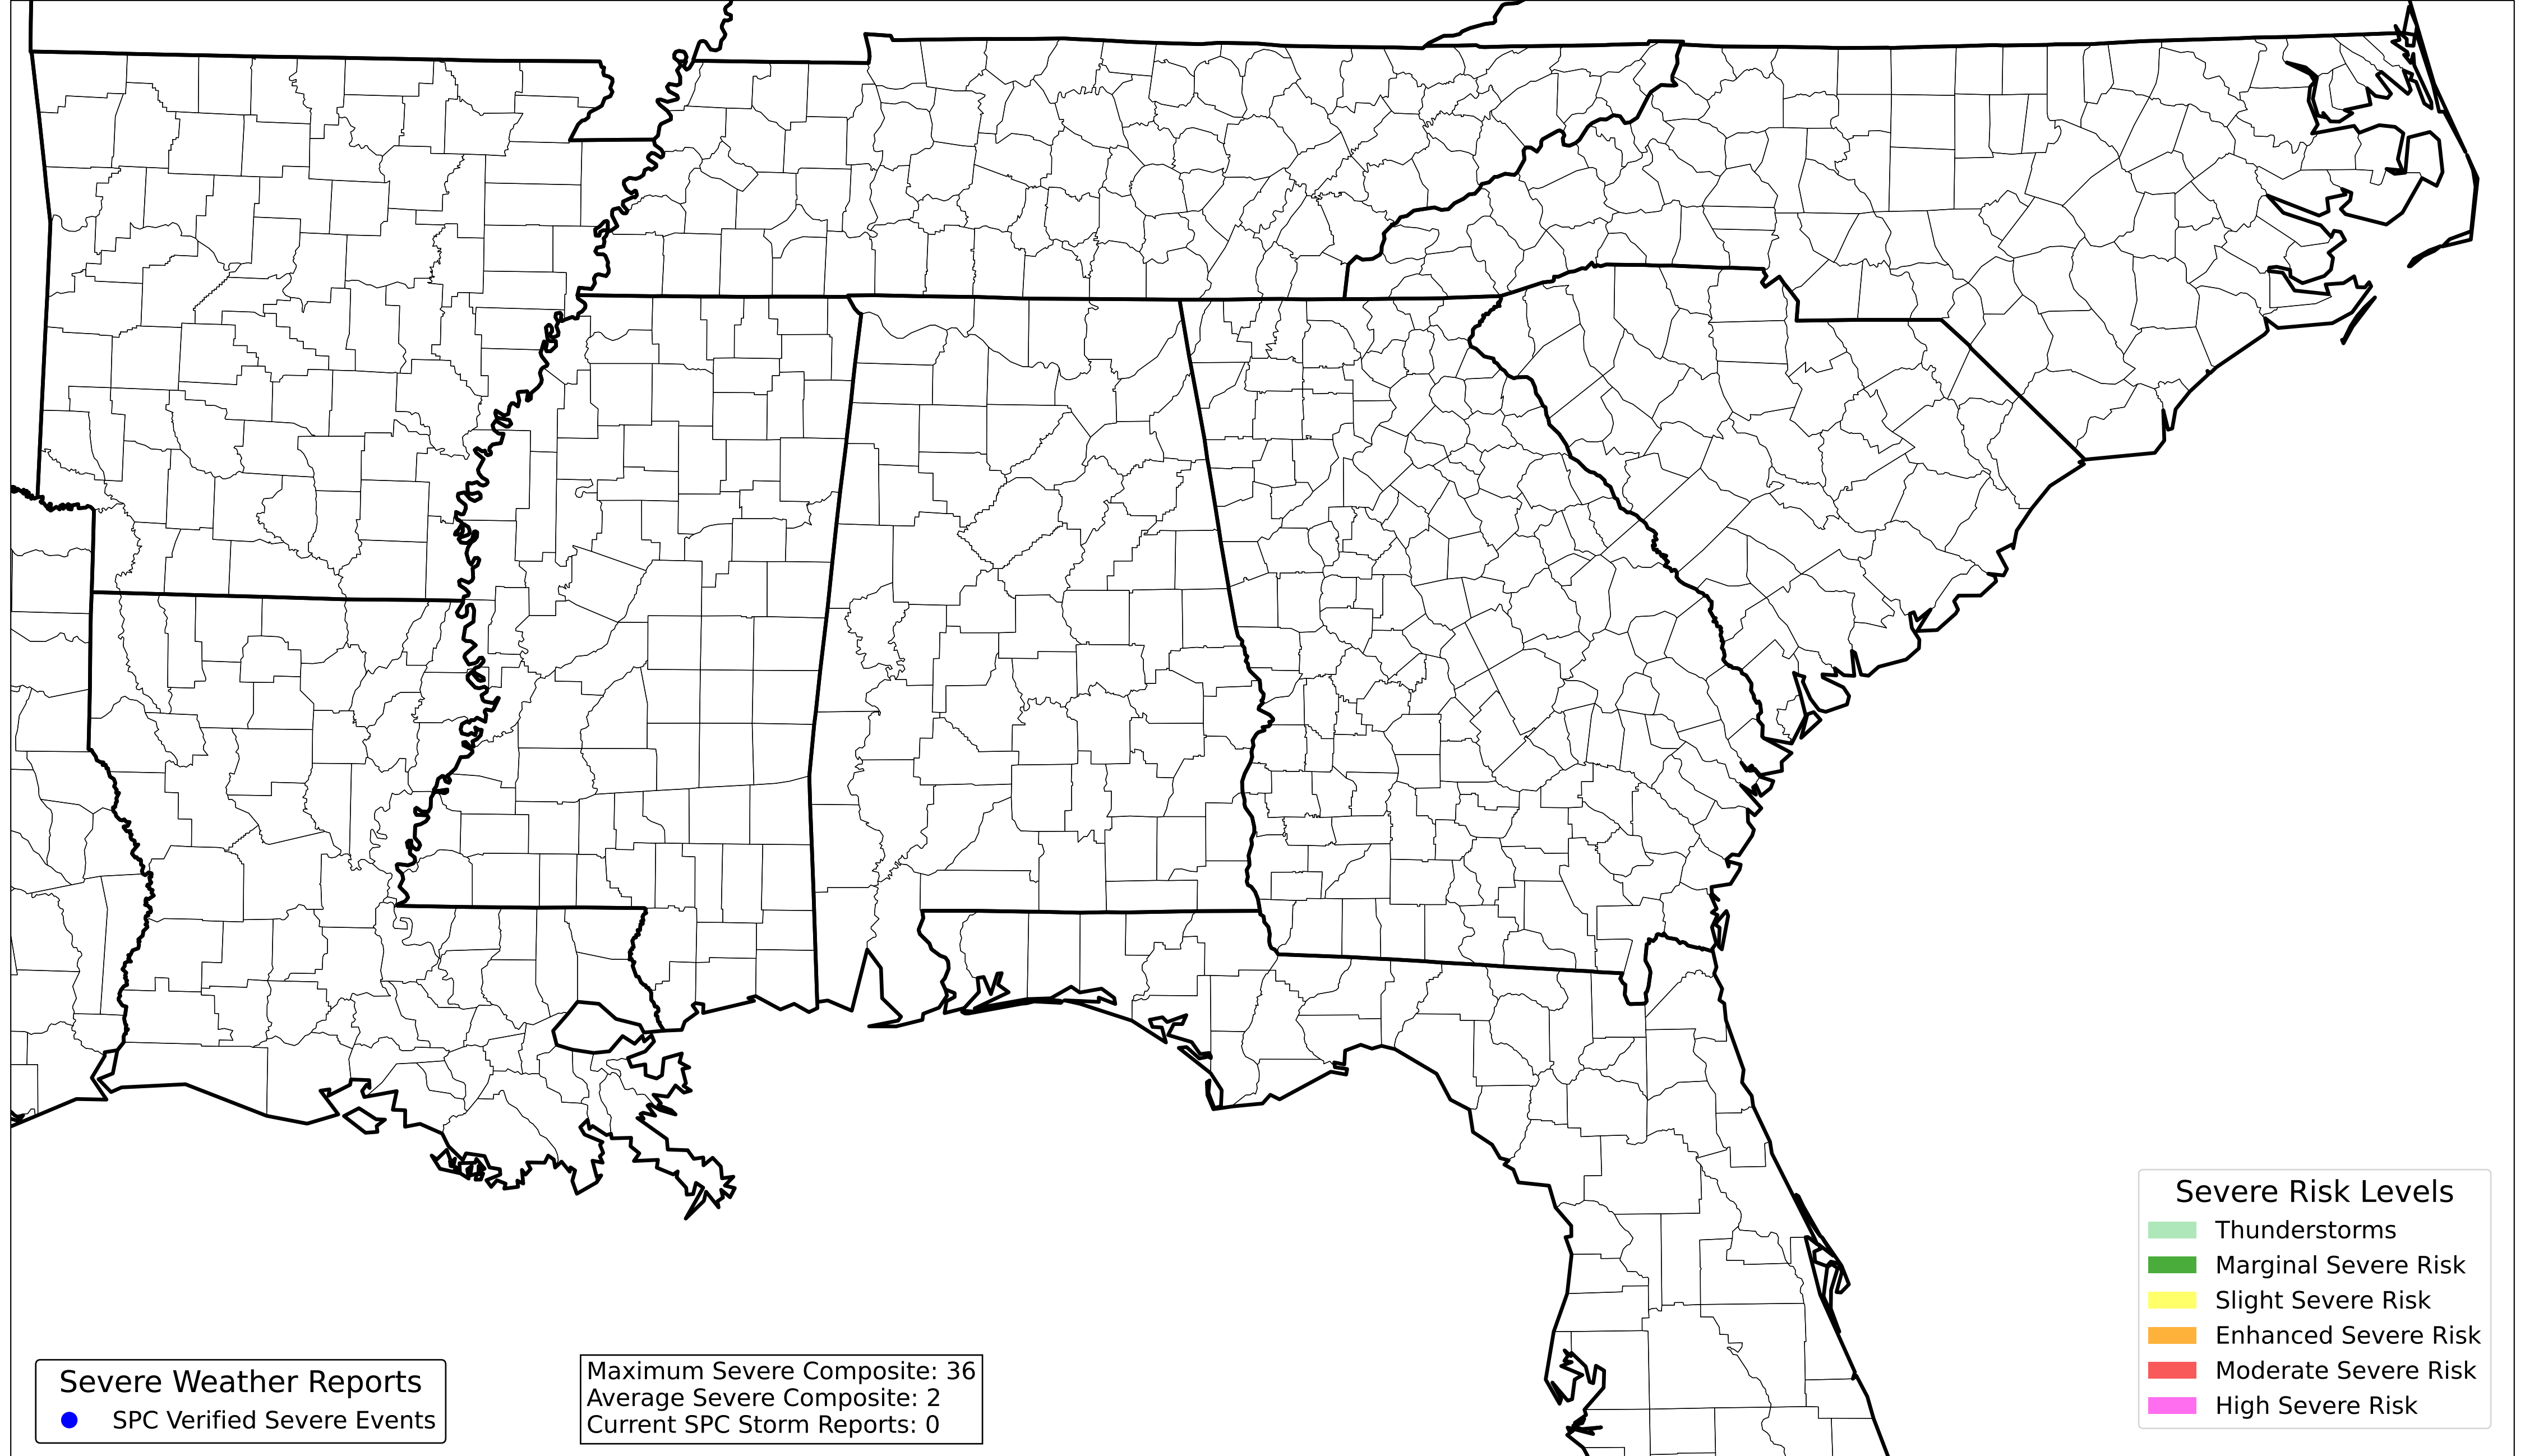 Severe Weather Reports
SPC Verified Severe Events
Maximum Severe Composite: 36
Average Severe Composite: 2
Current SPC Storm Reports: 0
Severe Risk Levels
Thunderstorms
Marginal Severe Risk
Slight Severe Risk
Enhanced Severe Risk
Moderate Severe Risk
High Severe Risk